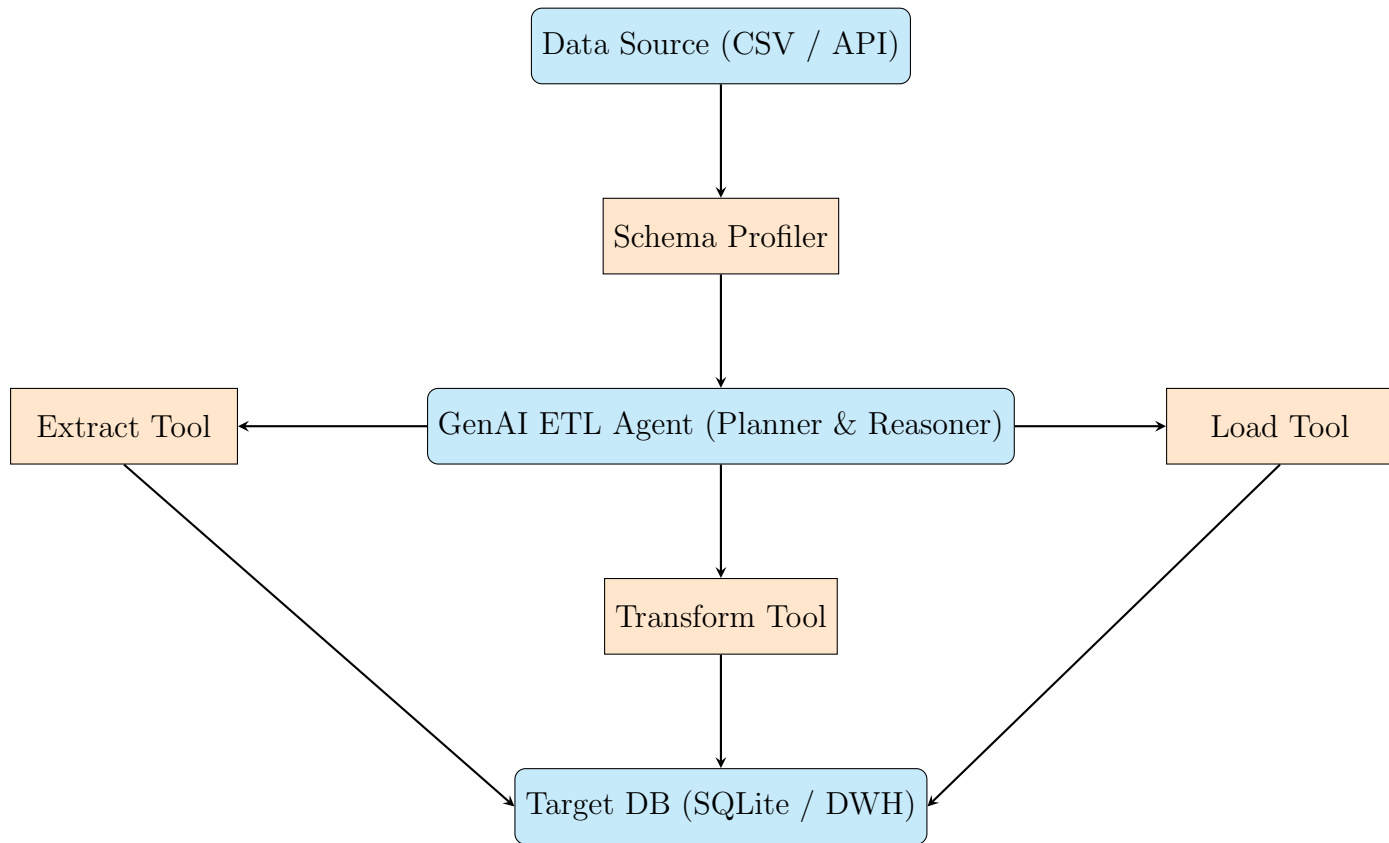 Data Source (CSV / API)
Schema Profiler
Extract Tool
GenAI ETL Agent (Planner & Reasoner)
Load Tool
Transform Tool
Target DB (SQLite / DWH)